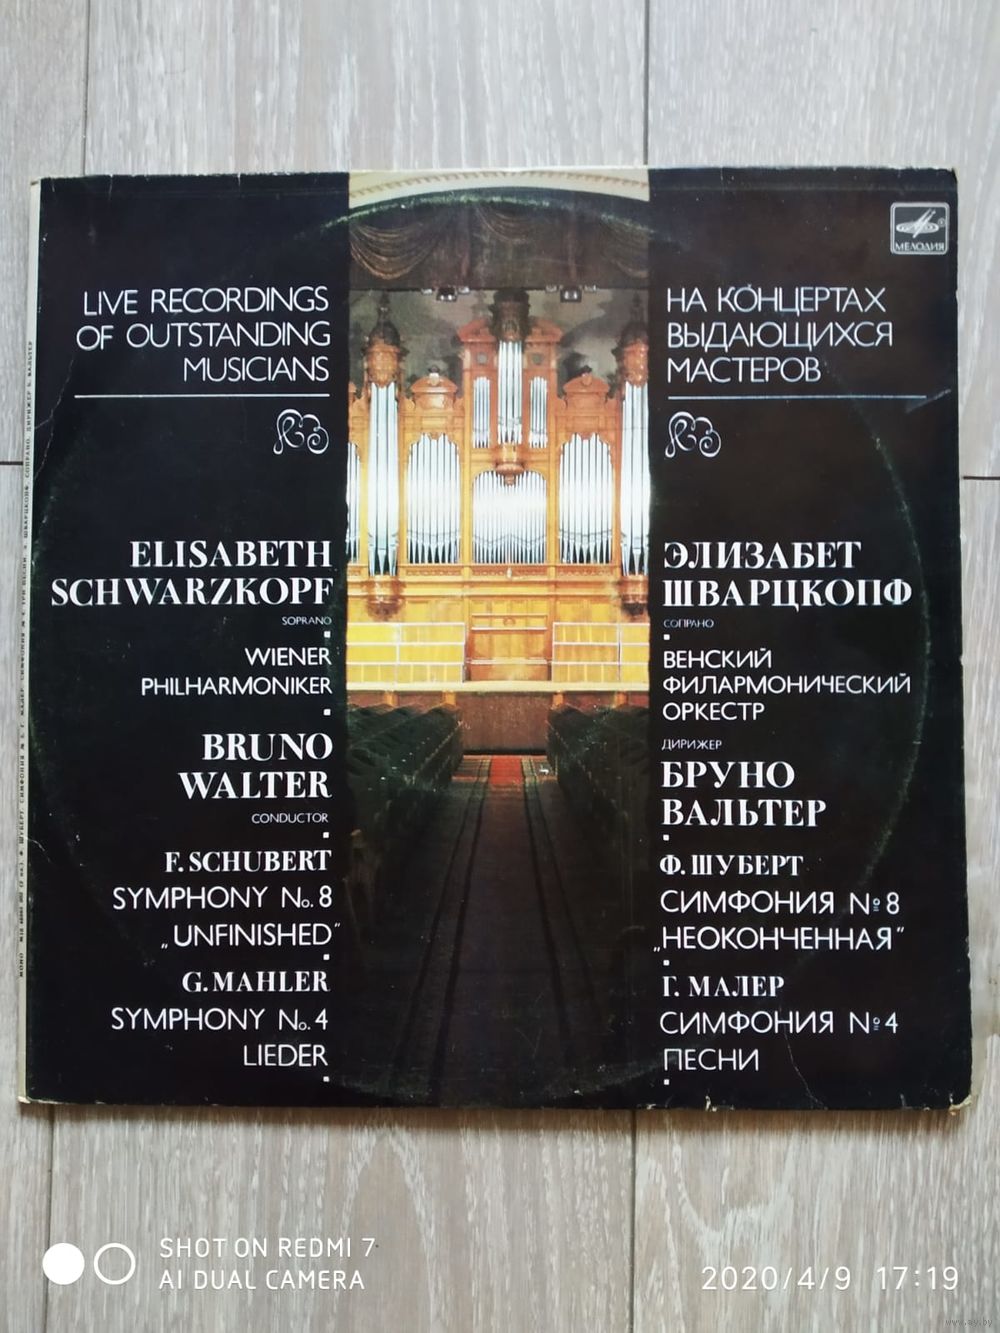 МЕЛОДИЯ
LIVE RECORDINGS
OF OUTSTANDING
MUSICIANS
ELISABETH
SCHWARZKOPF
SOPRANO
WIENER
PHILHARMONIKER
BRUNO
WALTER
CONDUCTOR
F. SCHUBERT
SYMPHONY No. 8
„UNFINISHED”
G. MAHLER
SYMPHONY No. 4
LIEDER
НА КОНЦЕРТАХ
ВЫДАЮЩИХСЯ
МАСТЕРОВ
ЭЛИЗАБЕТ
ШВАРЦКОПФ
СОПРАНО
ВЕНСКИЙ
ФИЛАРМОНИЧЕСКИЙ
ОРКЕСТР
ДИРИЖЕР
БРУНО
ВАЛЬТЕР
Ф. ШУБЕРТ
СИМФОНИЯ № 8
„НЕОКОНЧЕННАЯ“
Г. МАЛЕР
СИМФОНИЯ № 4
ПЕСНИ
SHOT ON REDMI 7
AI DUAL CAMERA
2020/4/9 17:19
www.ay.by